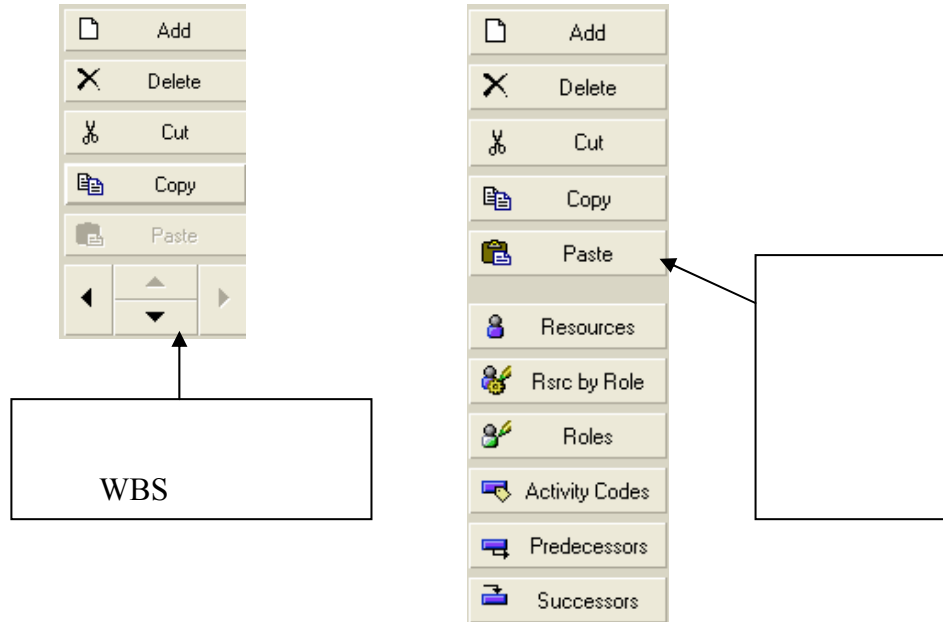 Add
Delete
Cut
Copy
Paste
WBS
Add
Delete
Cut
Copy
Paste
Resources
Rsrc by Role
Roles
Activity Codes
Predecessors
Successors